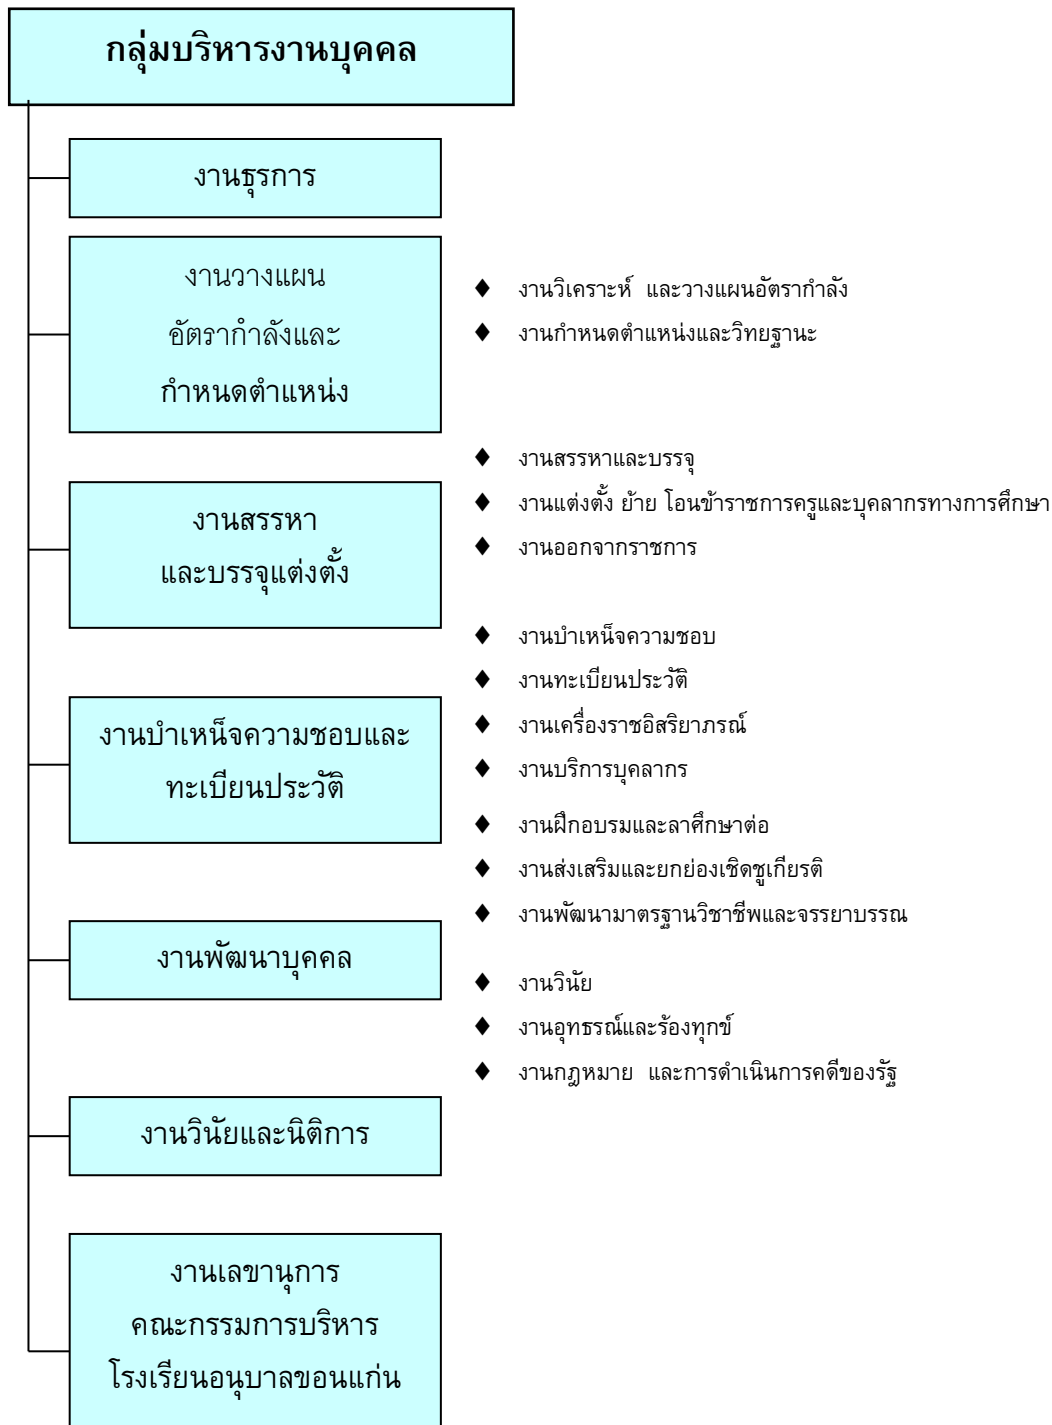 กลุ่มบริหารงานบุคคล
งานธุรการ
งานวางแผน
อัตรากำลังและ
กำหนดตำแหน่ง
♦ งานวิเคราะห์ และวางแผนอัตรากำลัง
♦ งานกำหนดตำแหน่งและวิทยฐานะ
งานสรรหา
และบรรจุแต่งตั้ง
♦ งานสรรหาและบรรจุ
♦ งานแต่งตั้ง ย้าย โอนข้าราชการครูและบุคลากรทางการศึกษา
♦ งานออกจากราชการ
งานบำเหน็จความชอบและ
ทะเบียนประวัติ
♦ งานบำเหน็จความชอบ
♦ งานทะเบียนประวัติ
♦ งานเครื่องราชอิสริยาภรณ์
♦ งานบริการบุคลากร
งานพัฒนาบุคคล
♦ งานฝึกอบรมและลาศึกษาต่อ
♦ งานส่งเสริมและยกย่องเชิดชูเกียรติ
♦ งานพัฒนามาตรฐานวิชาชีพและจรรยาบรรณ
งานวินัยและนิติการ
♦ งานวินัย
♦ งานอุทธรณ์และร้องทุกข์
♦ งานกฎหมาย และการดำเนินการคดีของรัฐ
งานเลขานุการ
คณะกรรมการบริหาร
โรงเรียนอนุบาลขอนแก่น